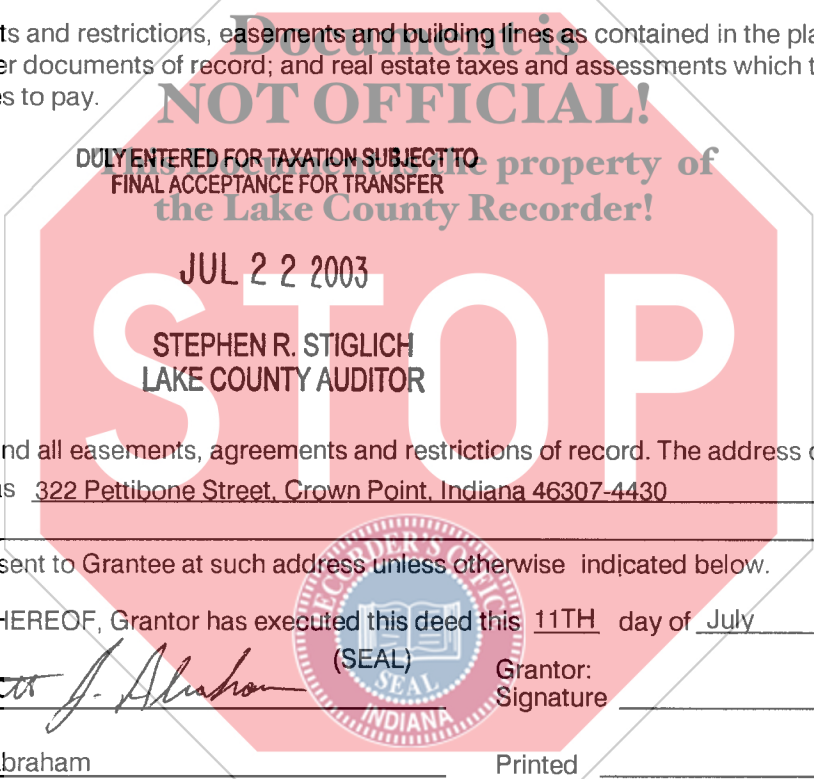 ts and restrictions, easements and building lines as contained in the pla
Document is
er documents of record; and real estate taxes and assessments which t
es to pay.
NOT OFFICIAL!
DULY ENTERED FOR TAXATION SUBJECT TO
This Document is the property of
FINAL ACCEPTANCE FOR TRANSFER
the Lake County Recorder!
JUL 22 2003
STOP
STEPHEN R. STIGLICH
LAKE COUNTY AUDITOR
nd all easements, agreements and restrictions of record. The address o
as 322 Pettibone Street, Crown Point, Indiana 46307-4430
sent to Grantee at such address unless otherwise indicated below.
HEREOF, Grantor has executed this deed this 11TH day of July
RECORDER'S OFFICE
(SEAL)
Grantor:
tt J. Abraham
SEAL
Signature
INDIANA
braham
Printed